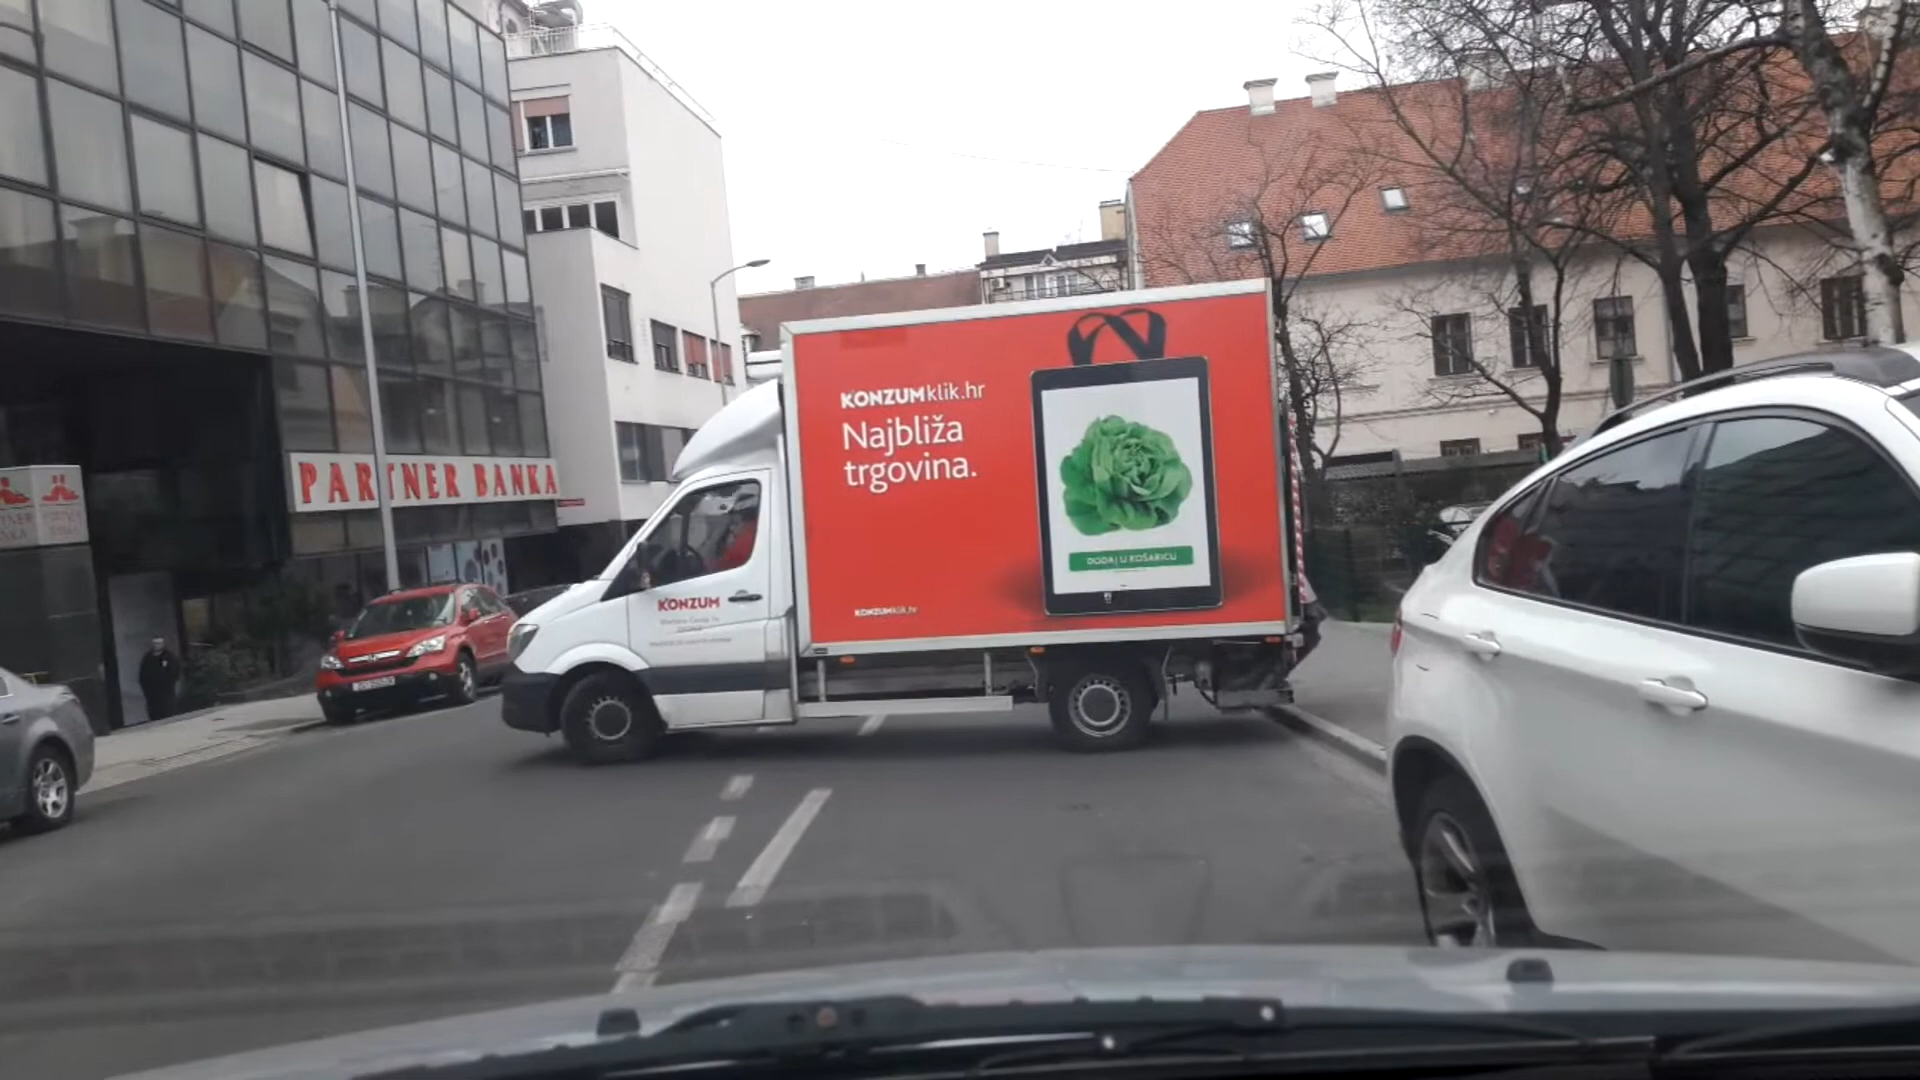 PARTNER BANKA
KONZUMklik.hr
Najbliža
trgovina.
DODAJ U KOŠARICU
KONZUMklik.hr
KONZUM